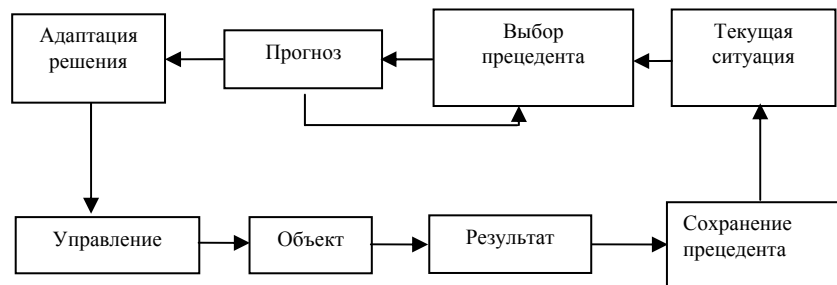 Адаптация
решения
Прогноз
Выбор
прецедента
Текущая
ситуация
Управление
Объект
Результат
Сохранение
прецедента